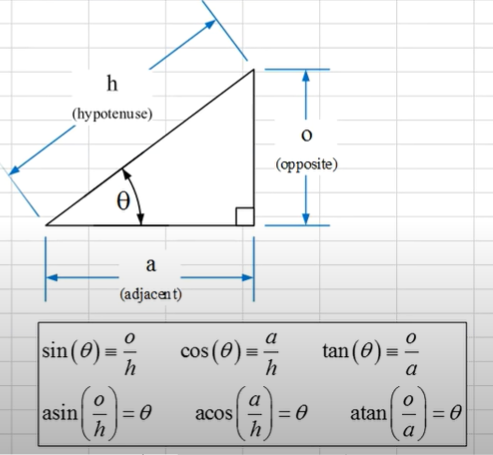 h
(hypotenuse)
o
(opposite)
θ
a
(adjacent)
sin(θ) ≡ o/h cos(θ) ≡ a/h tan(θ) ≡ o/a
asin(o/h) = θ acos(a/h) = θ atan(o/a) = θ